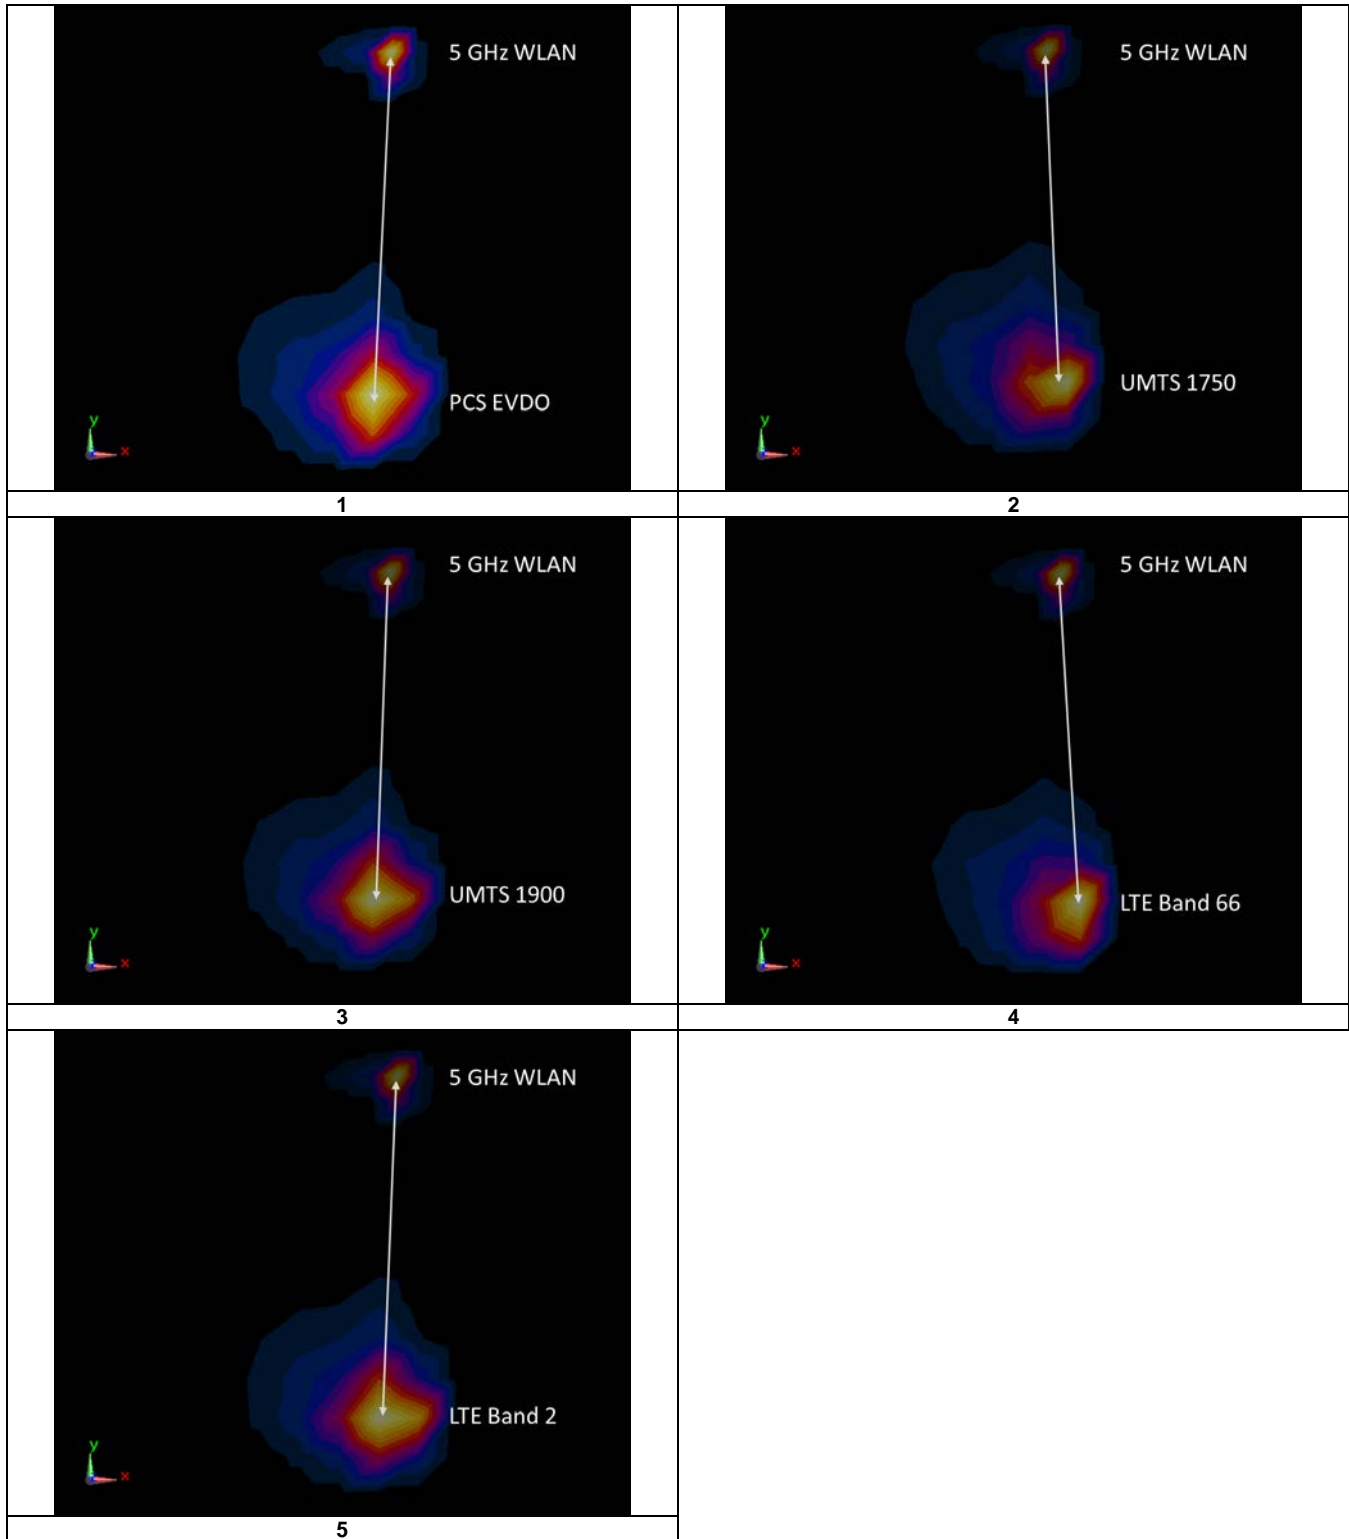 5 GHz WLAN
PCS EVDO
y
x
1
5 GHz WLAN
UMTS 1750
y
x
2
5 GHz WLAN
UMTS 1900
y
x
3
5 GHz WLAN
LTE Band 66
y
x
4
5 GHz WLAN
LTE Band 2
y
x
5